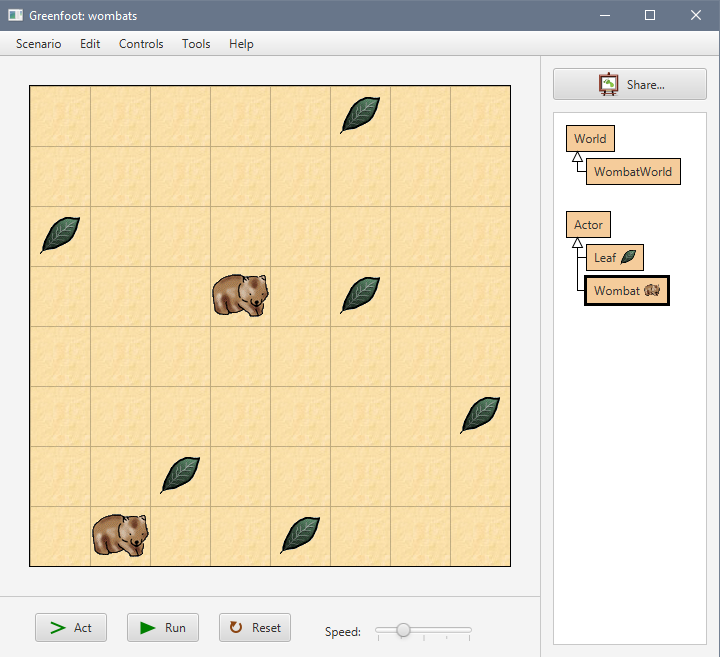 Greenfoot: wombats
Scenario Edit Controls Tools Help
Share...
World
WombatWorld
Actor
Leaf
Wombat
Act Run Reset Speed: